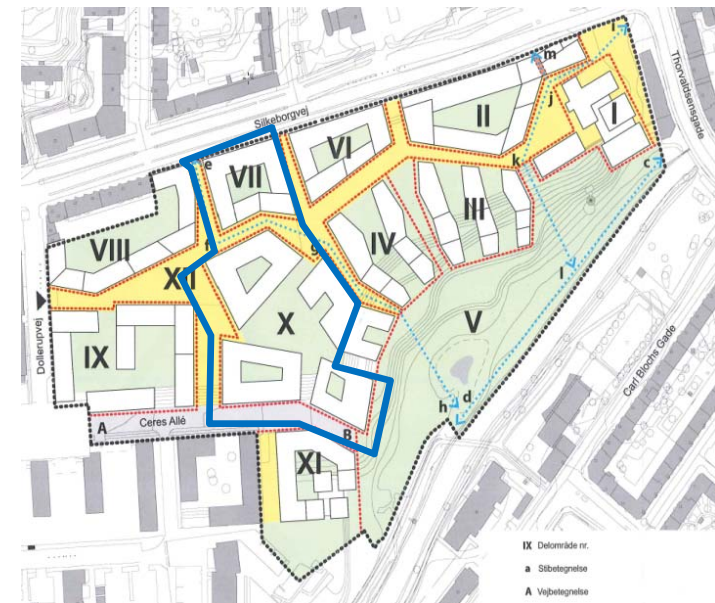 r
m
Thorvaldsensgade
j
I
II
Silkeborgvej
VI
k
c
e
VII
III
VIII
f
g
IV
XII
X
l
V
Dollerupvej
IX
Carl Blochs Gade
h
d
A
Ceres Allé
B
XI
IX Delområde nr.
a Stibetegnelse
A Vejbetegnelse